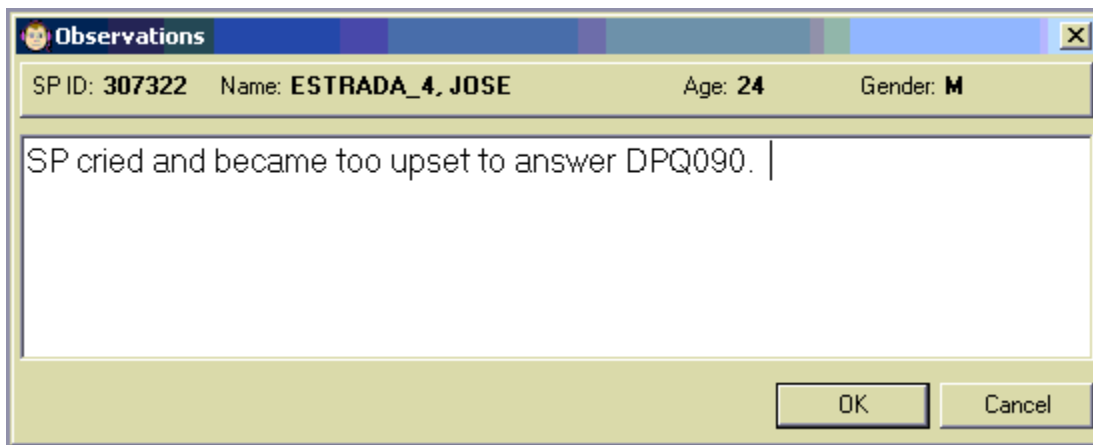 Observations
SP ID: 307322 Name: ESTRADA_4, JOSE Age: 24 Gender: M
SP cried and became too upset to answer DPQ090.
OK Cancel